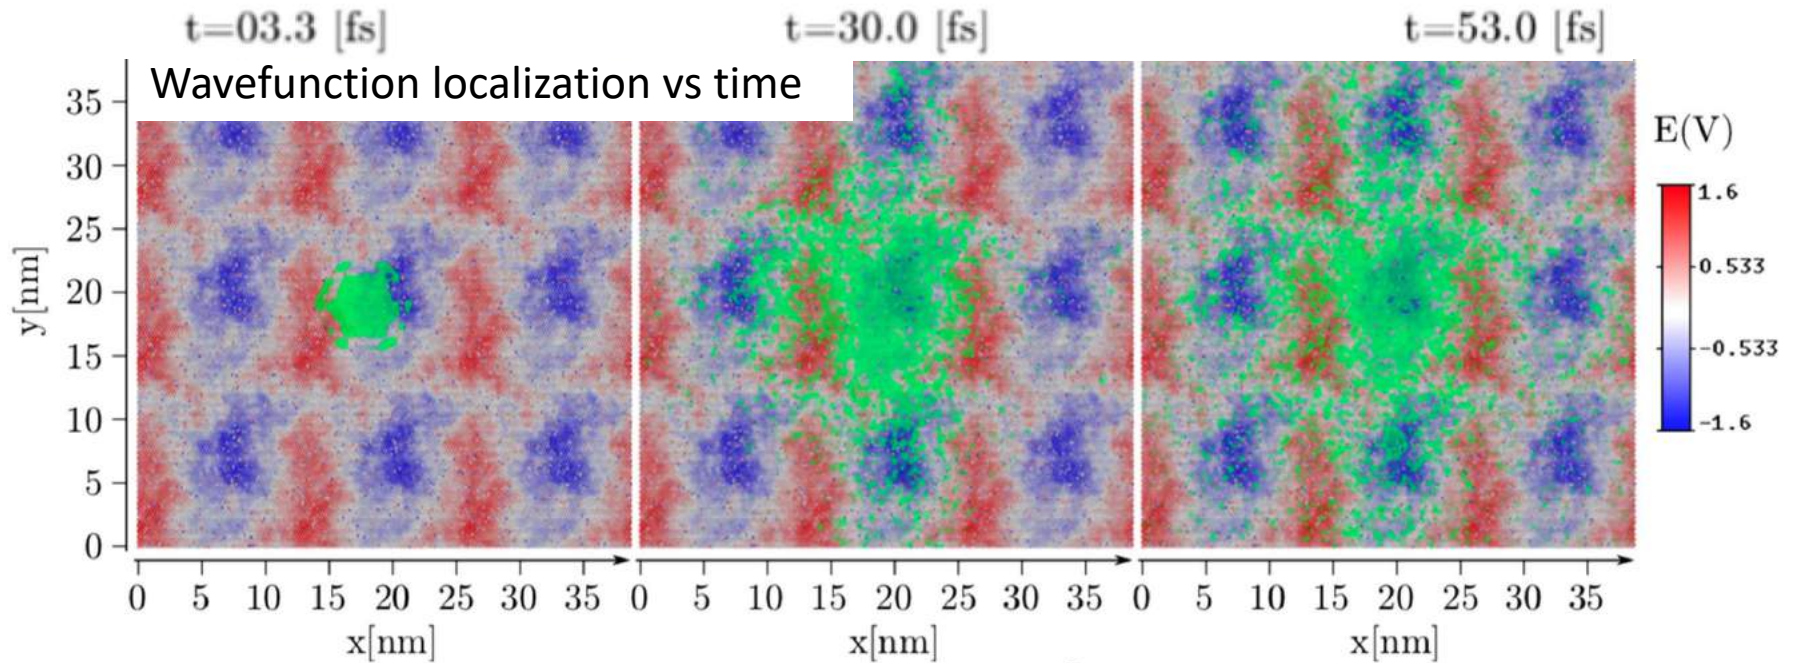 t=03.3 [fs]
t=30.0 [fs]
t=53.0 [fs]
Wavefunction localization vs time
E(V)
1.6
0.533
-0.533
-1.6
y[nm]
35
30
25
20
15
10
5
0
0 5 10 15 20 25 30 35
0 5 10 15 20 25 30 35
0 5 10 15 20 25 30 35
x[nm]
x[nm]
x[nm]